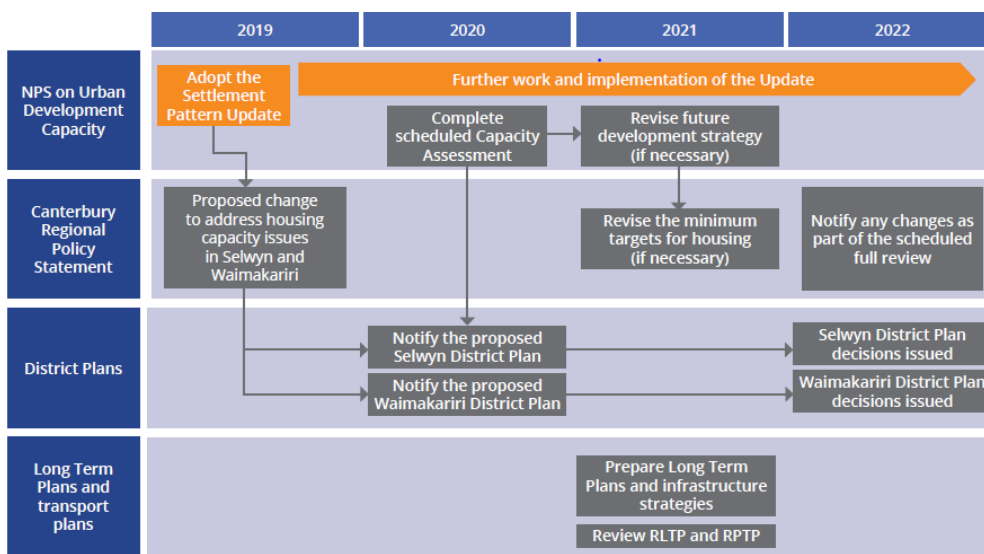 2019
2020
2021
2022
NPS on Urban
Development
Capacity
Adopt the
Settlement
Pattern Update
Further work and implementation of the Update
Complete
scheduled Capacity
Assessment
Revise future
development strategy
(if necessary)
Canterbury
Regional
Policy
Statement
Proposed change
to address housing
capacity issues
in Selwyn and
Waimakariri
Revise the minimum
targets for housing
(if necessary)
Notify any changes as
part of the scheduled
full review
District Plans
Notify the proposed
Selwyn District Plan
Selwyn District Plan
decisions issued
Notify the proposed
Waimakariri District Plan
Waimakariri District Plan
decisions issued
Long Term
Plans and
transport
plans
Prepare Long Term
Plans and infrastructure
strategies
Review RLTP and RPTP